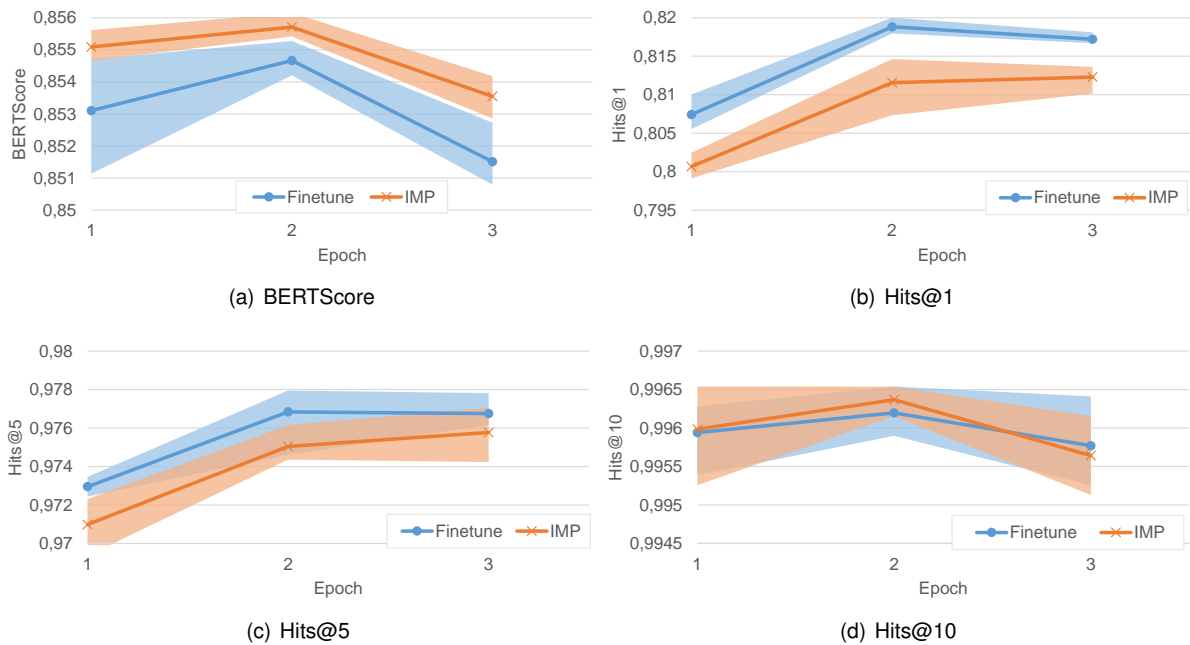 0,856
0,855
0,854
0,853
0,852
0,851
0,85
BERTScore
Finetune
IMP
1
2
3
Epoch
(a) BERTScore
0,82
0,815
0,81
0,805
0,8
0,795
Hits@1
Finetune
IMP
1
2
3
Epoch
(b) Hits@1
0,98
0,978
0,976
0,974
0,972
0,97
Hits@5
Finetune
IMP
1
2
3
Epoch
(c) Hits@5
0,997
0,9965
0,996
0,9955
0,995
0,9945
Hits@10
Finetune
IMP
1
2
3
Epoch
(d) Hits@10